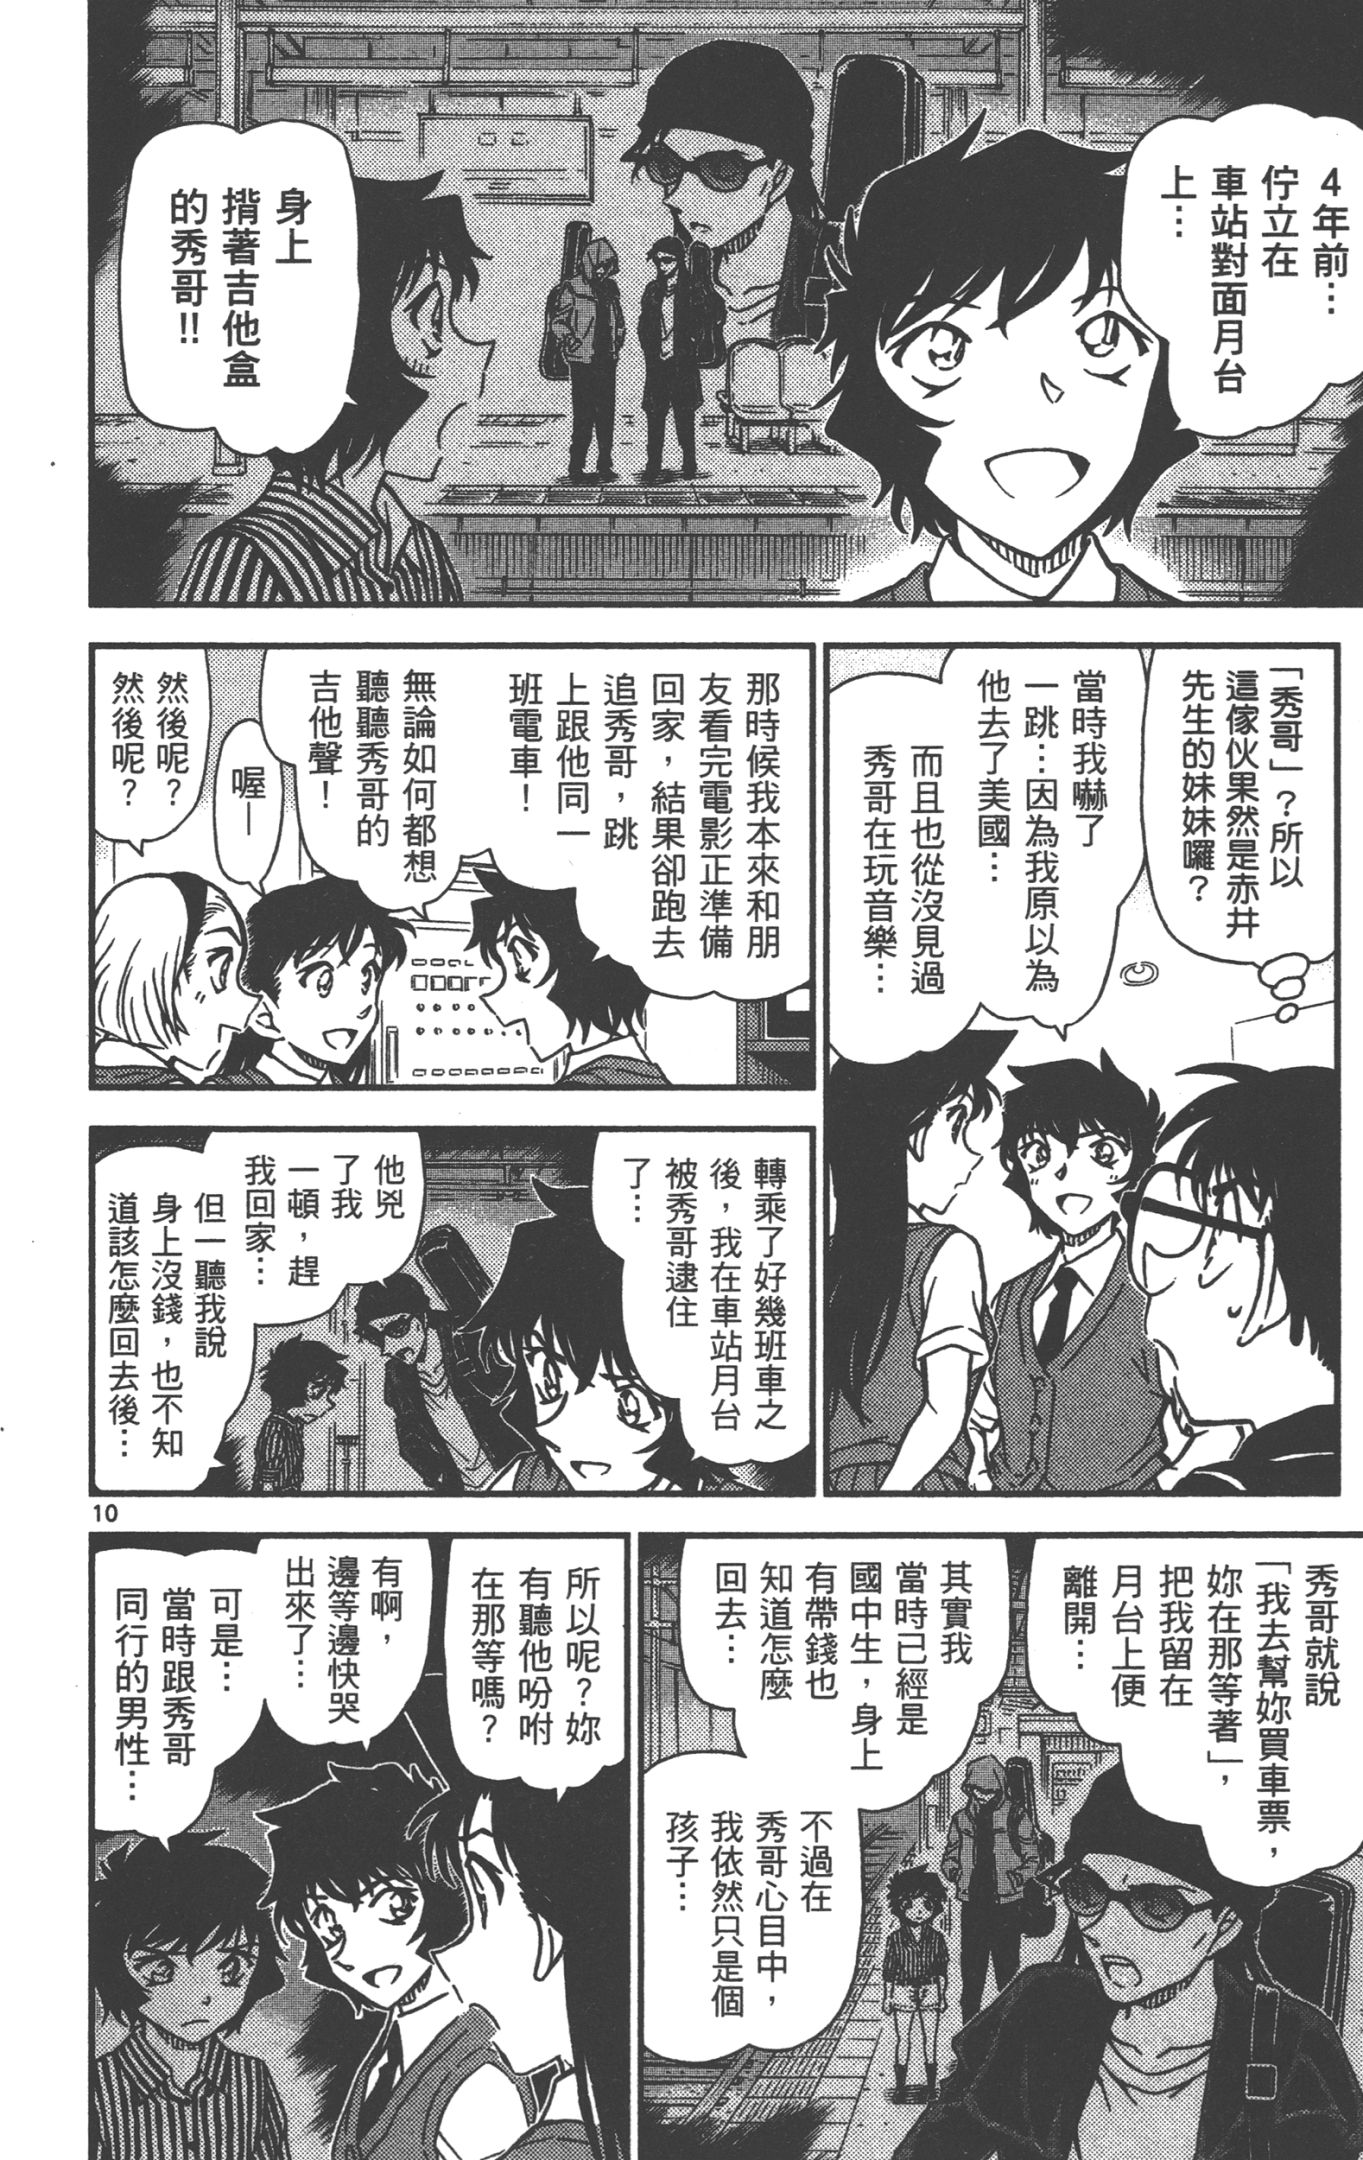 4年前…
佇立在
車站對面月台
上…
身上
揹著吉他盒
的秀哥!!
「秀哥」?所以
這傢伙果然是赤井
先生的妹妹囉?
當時我嚇了
一跳…因為我原以為
他去了美國…
而且也從沒見過
秀哥在玩音樂…
那時候我本來和朋
友看完電影正準備
回家,結果卻跑去
追秀哥,跳
上跟他同一
班電車!
無論如何都想
聽聽秀哥的
吉他聲!
喔—
然後呢?
然後呢?
轉乘了好幾班車之
後,我在車站月台
被秀哥逮住
了…
他兇
了我
一頓,趕
我回家…
但一聽我說
身上沒錢,也不知
道該怎麼回去後…
10
秀哥就說
「我去幫妳買車票,
妳在那等著」,
把我留在
月台上便
離開…
其實我
當時已經是
國中生,身上
有帶錢也
知道怎麼
回去…
不過在
秀哥心目中,
我依然只是個
孩子…
所以呢?妳
有聽他吩咐
在那等嗎?
有啊,
邊等邊快哭
出來了…
可是…
當時跟秀哥
同行的男性…